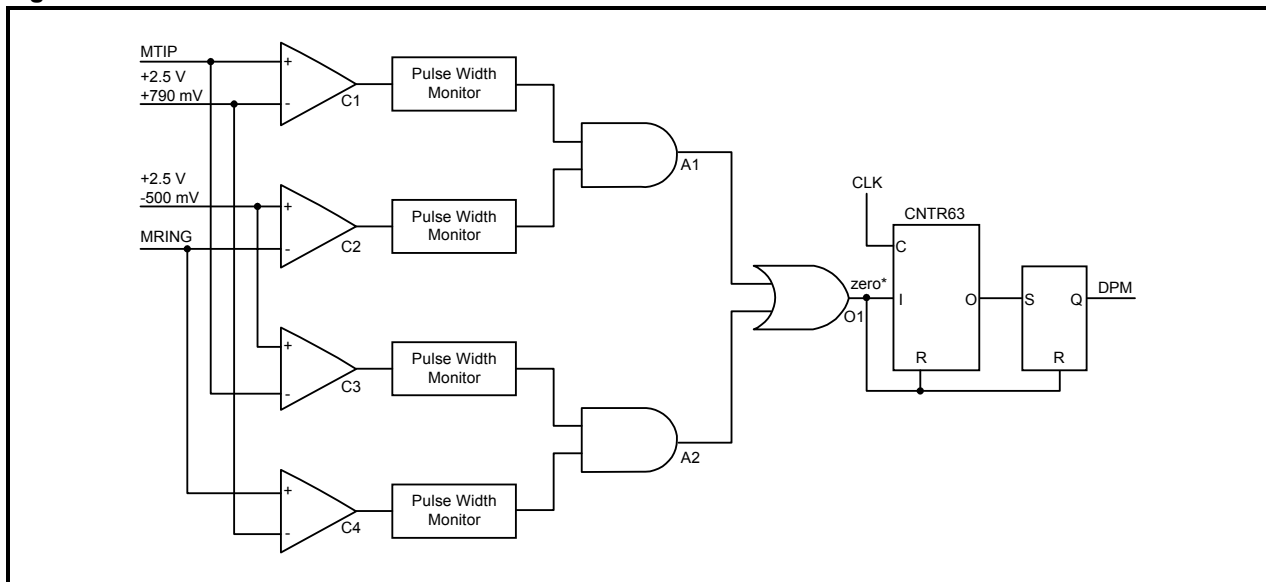 MTIP
+2.5 V
+790 mV
+
-
C1
Pulse Width
Monitor
A1
+2.5 V
-500 mV
MRING
+
-
C2
Pulse Width
Monitor
CLK
CNTR63
C
I
O
R
zero*
O1
S
Q
R
DPM
+
-
C3
Pulse Width
Monitor
A2
+
-
C4
Pulse Width
Monitor